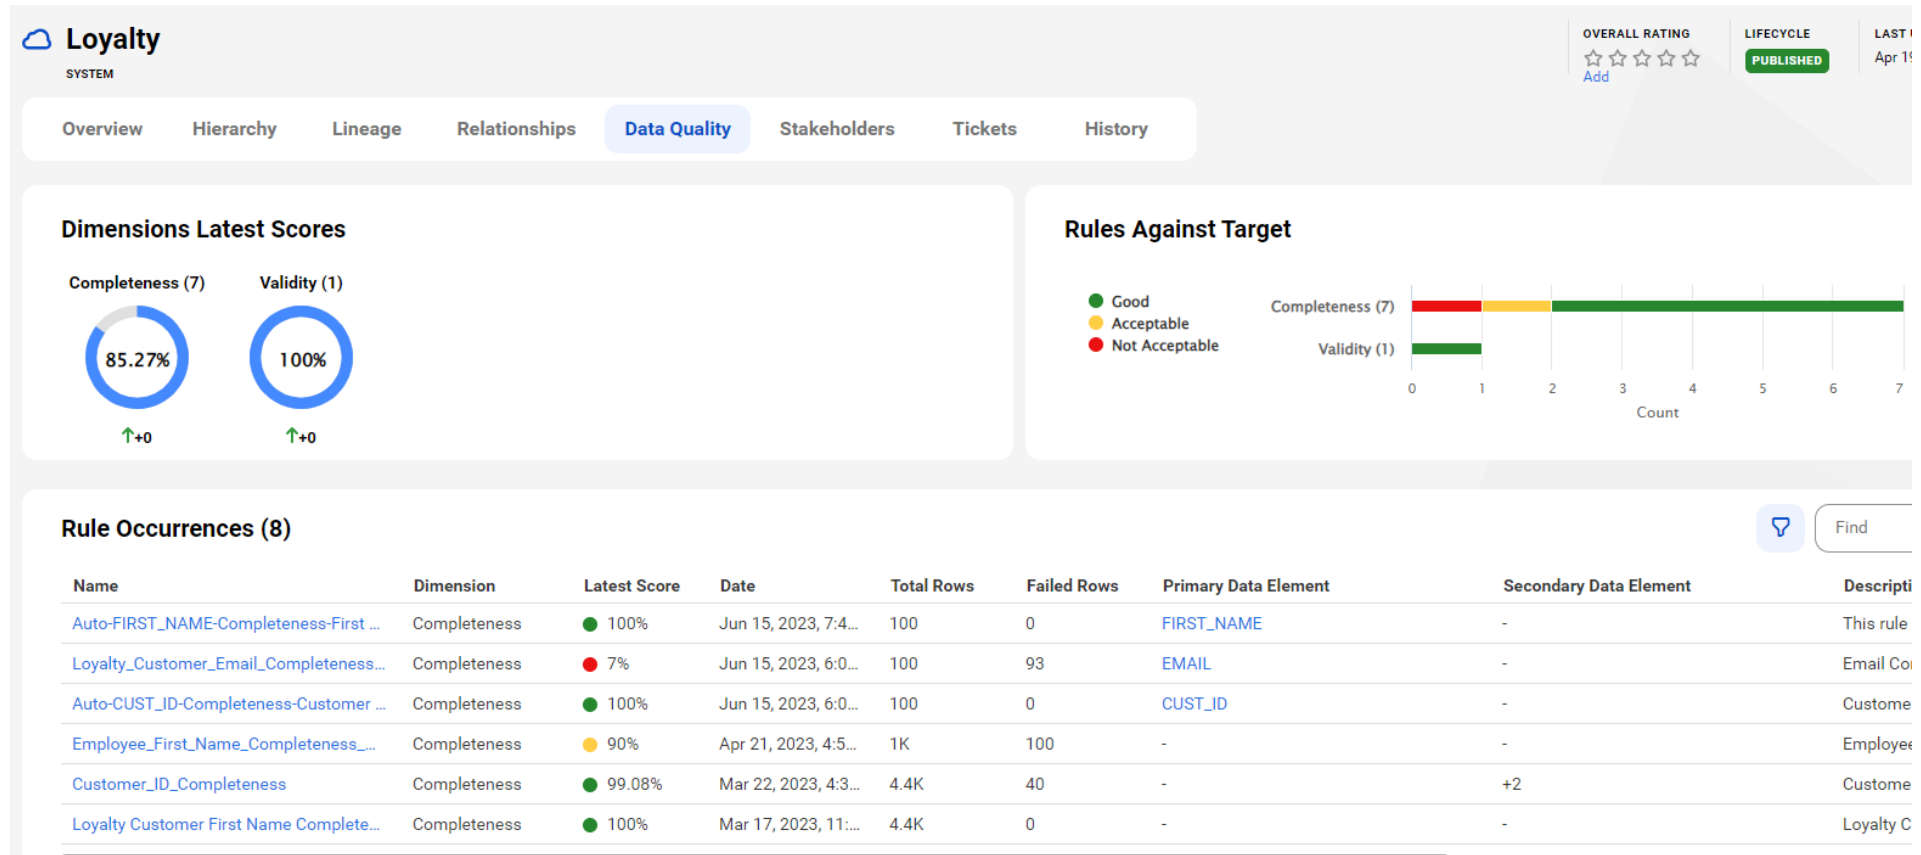 Loyalty
SYSTEM
OVERALL RATING
Add
LIFECYCLE
PUBLISHED
LAST
Apr 19
Overview Hierarchy Lineage Relationships Data Quality Stakeholders Tickets History
Dimensions Latest Scores
Completeness (7) Validity (1)
85.27% 100%
+0 +0
Rules Against Target
Good
Acceptable
Not Acceptable
Completeness (7)
Validity (1)
0 1 2 3 4 5 6 7
Count
Rule Occurrences (8)
Find
Name Dimension Latest Score Date Total Rows Failed Rows Primary Data Element Secondary Data Element Descripti
Auto-FIRST_NAME-Completeness-First ... Completeness 100% Jun 15, 2023, 7:4... 100 0 FIRST_NAME - This rule
Loyalty_Customer_Email_Completeness... Completeness 7% Jun 15, 2023, 6:0... 100 93 EMAIL - Email Co
Auto-CUST_ID-Completeness-Customer ... Completeness 100% Jun 15, 2023, 6:0... 100 0 CUST_ID - Custome
Employee_First_Name_Completeness_... Completeness 90% Apr 21, 2023, 4:5... 1K 100 - - Employee
Customer_ID_Completeness Completeness 99.08% Mar 22, 2023, 4:3... 4.4K 40 - +2 Custome
Loyalty Customer First Name Complete... Completeness 100% Mar 17, 2023, 11:... 4.4K 0 - - Loyalty C